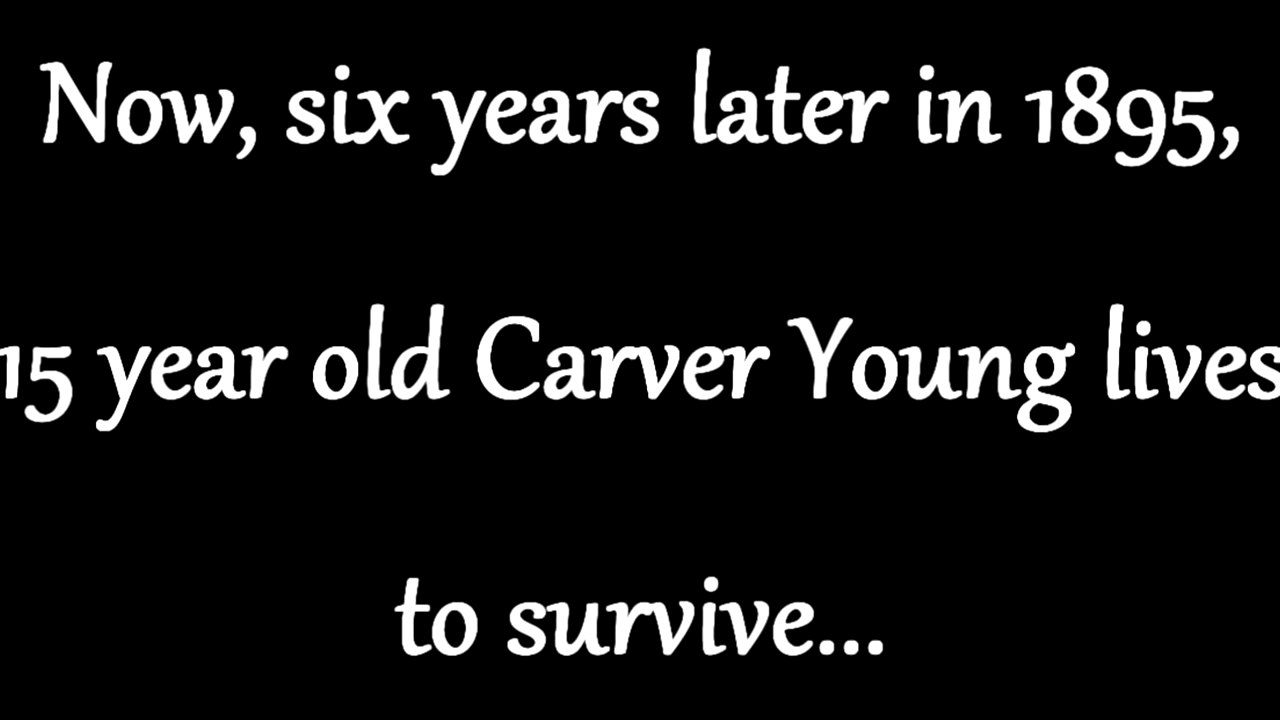 Now, six years later in 1895,
15 year old Carver Young lives
to survive...